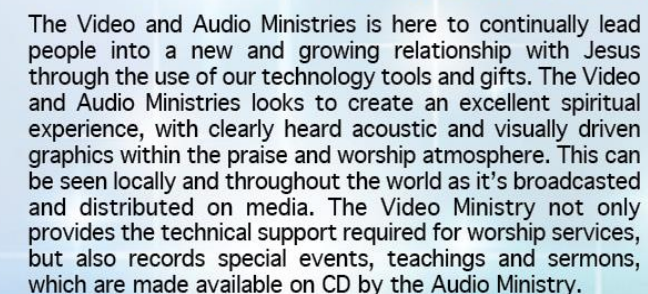 The Video and Audio Ministries is here to continually lead
people into a new and growing relationship with Jesus
through the use of our technology tools and gifts. The Video
and Audio Ministries looks to create an excellent spiritual
experience, with clearly heard acoustic and visually driven
graphics within the praise and worship atmosphere. This can
be seen locally and throughout the world as it’s broadcasted
and distributed on media. The Video Ministry not only
provides the technical support required for worship services,
but also records special events, teachings and sermons,
which are made available on CD by the Audio Ministry.